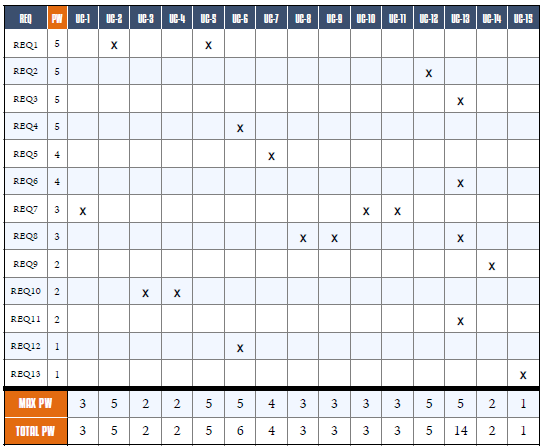 REQ PW UC-1 UC-2 UC-3 UC-4 UC-5 UC-6 UC-7 UC-8 UC-9 UC-10 UC-11 UC-12 UC-13 UC-14 UC-15
REQ1 5 X X
REQ2 5 X
REQ3 5 X
REQ4 5 X
REQ5 4 X
REQ6 4 X
REQ7 3 X X X
REQ8 3 X X X
REQ9 2 X
REQ10 2 X X
REQ11 2 X
REQ12 1 X
REQ13 1 X
MAX PW 3 5 2 2 5 5 4 3 3 3 3 5 5 2 1
TOTAL PW 3 5 2 2 5 6 4 3 3 3 3 5 14 2 1